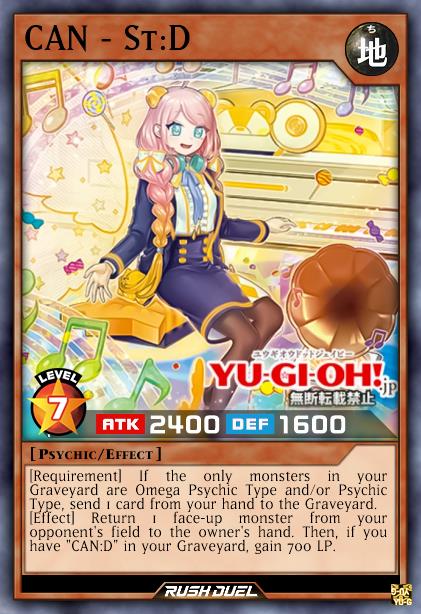 CAN - St:D
ち
地
ユウギオウドットジェイピー
YU-GI-OH!.jp
無断転載禁止
LEVEL
7
ATK 2400 DEF 1600
[ Psychic/Effect ]
[Requirement] If the only monsters in your
Graveyard are Omega Psychic Type and/or Psychic
Type, send 1 card from your hand to the Graveyard.
[Effect] Return 1 face-up monster from your
opponent's field to the owner's hand. Then, if you
have "CAN:D" in your Graveyard, gain 700 LP.
RUSH DUEL